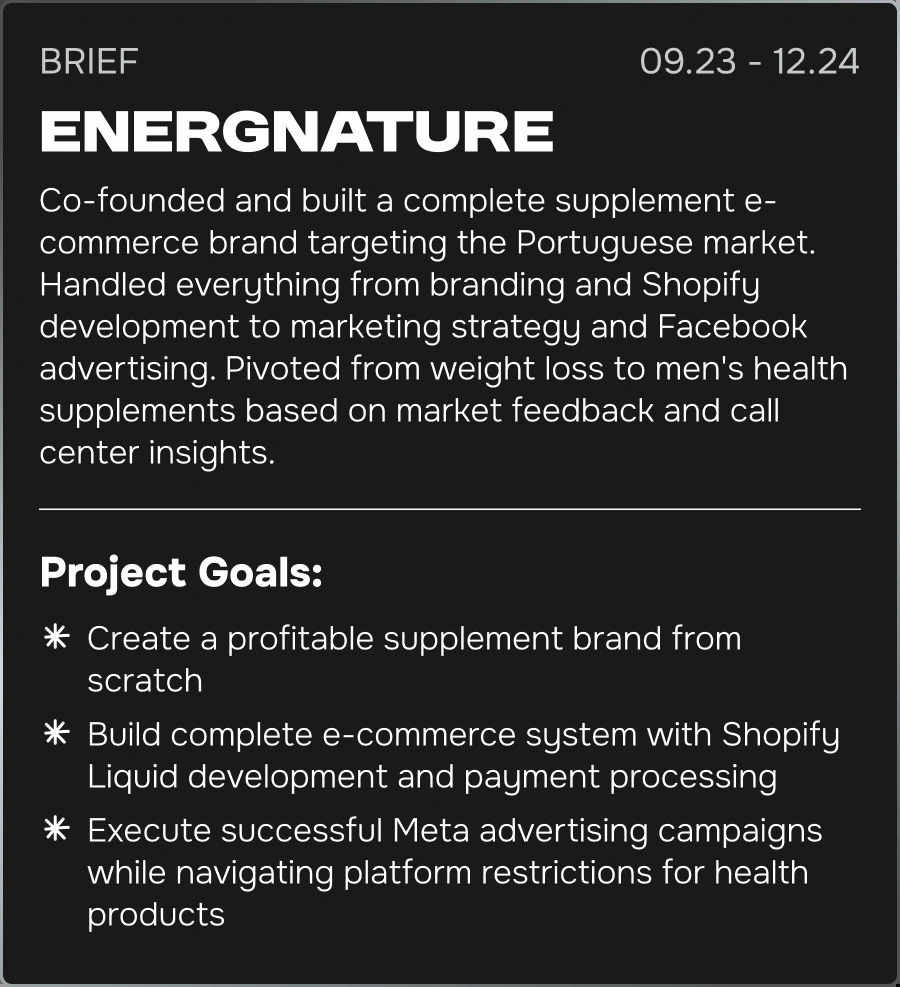 BRIEF 09.23 - 12.24
ENERGNATURE
Co-founded and built a complete supplement e-
commerce brand targeting the Portuguese market.
Handled everything from branding and Shopify
development to marketing strategy and Facebook
advertising. Pivoted from weight loss to men's health
supplements based on market feedback and call
center insights.
Project Goals:
Create a profitable supplement brand from
scratch
Build complete e-commerce system with Shopify
Liquid development and payment processing
Execute successful Meta advertising campaigns
while navigating platform restrictions for health
products